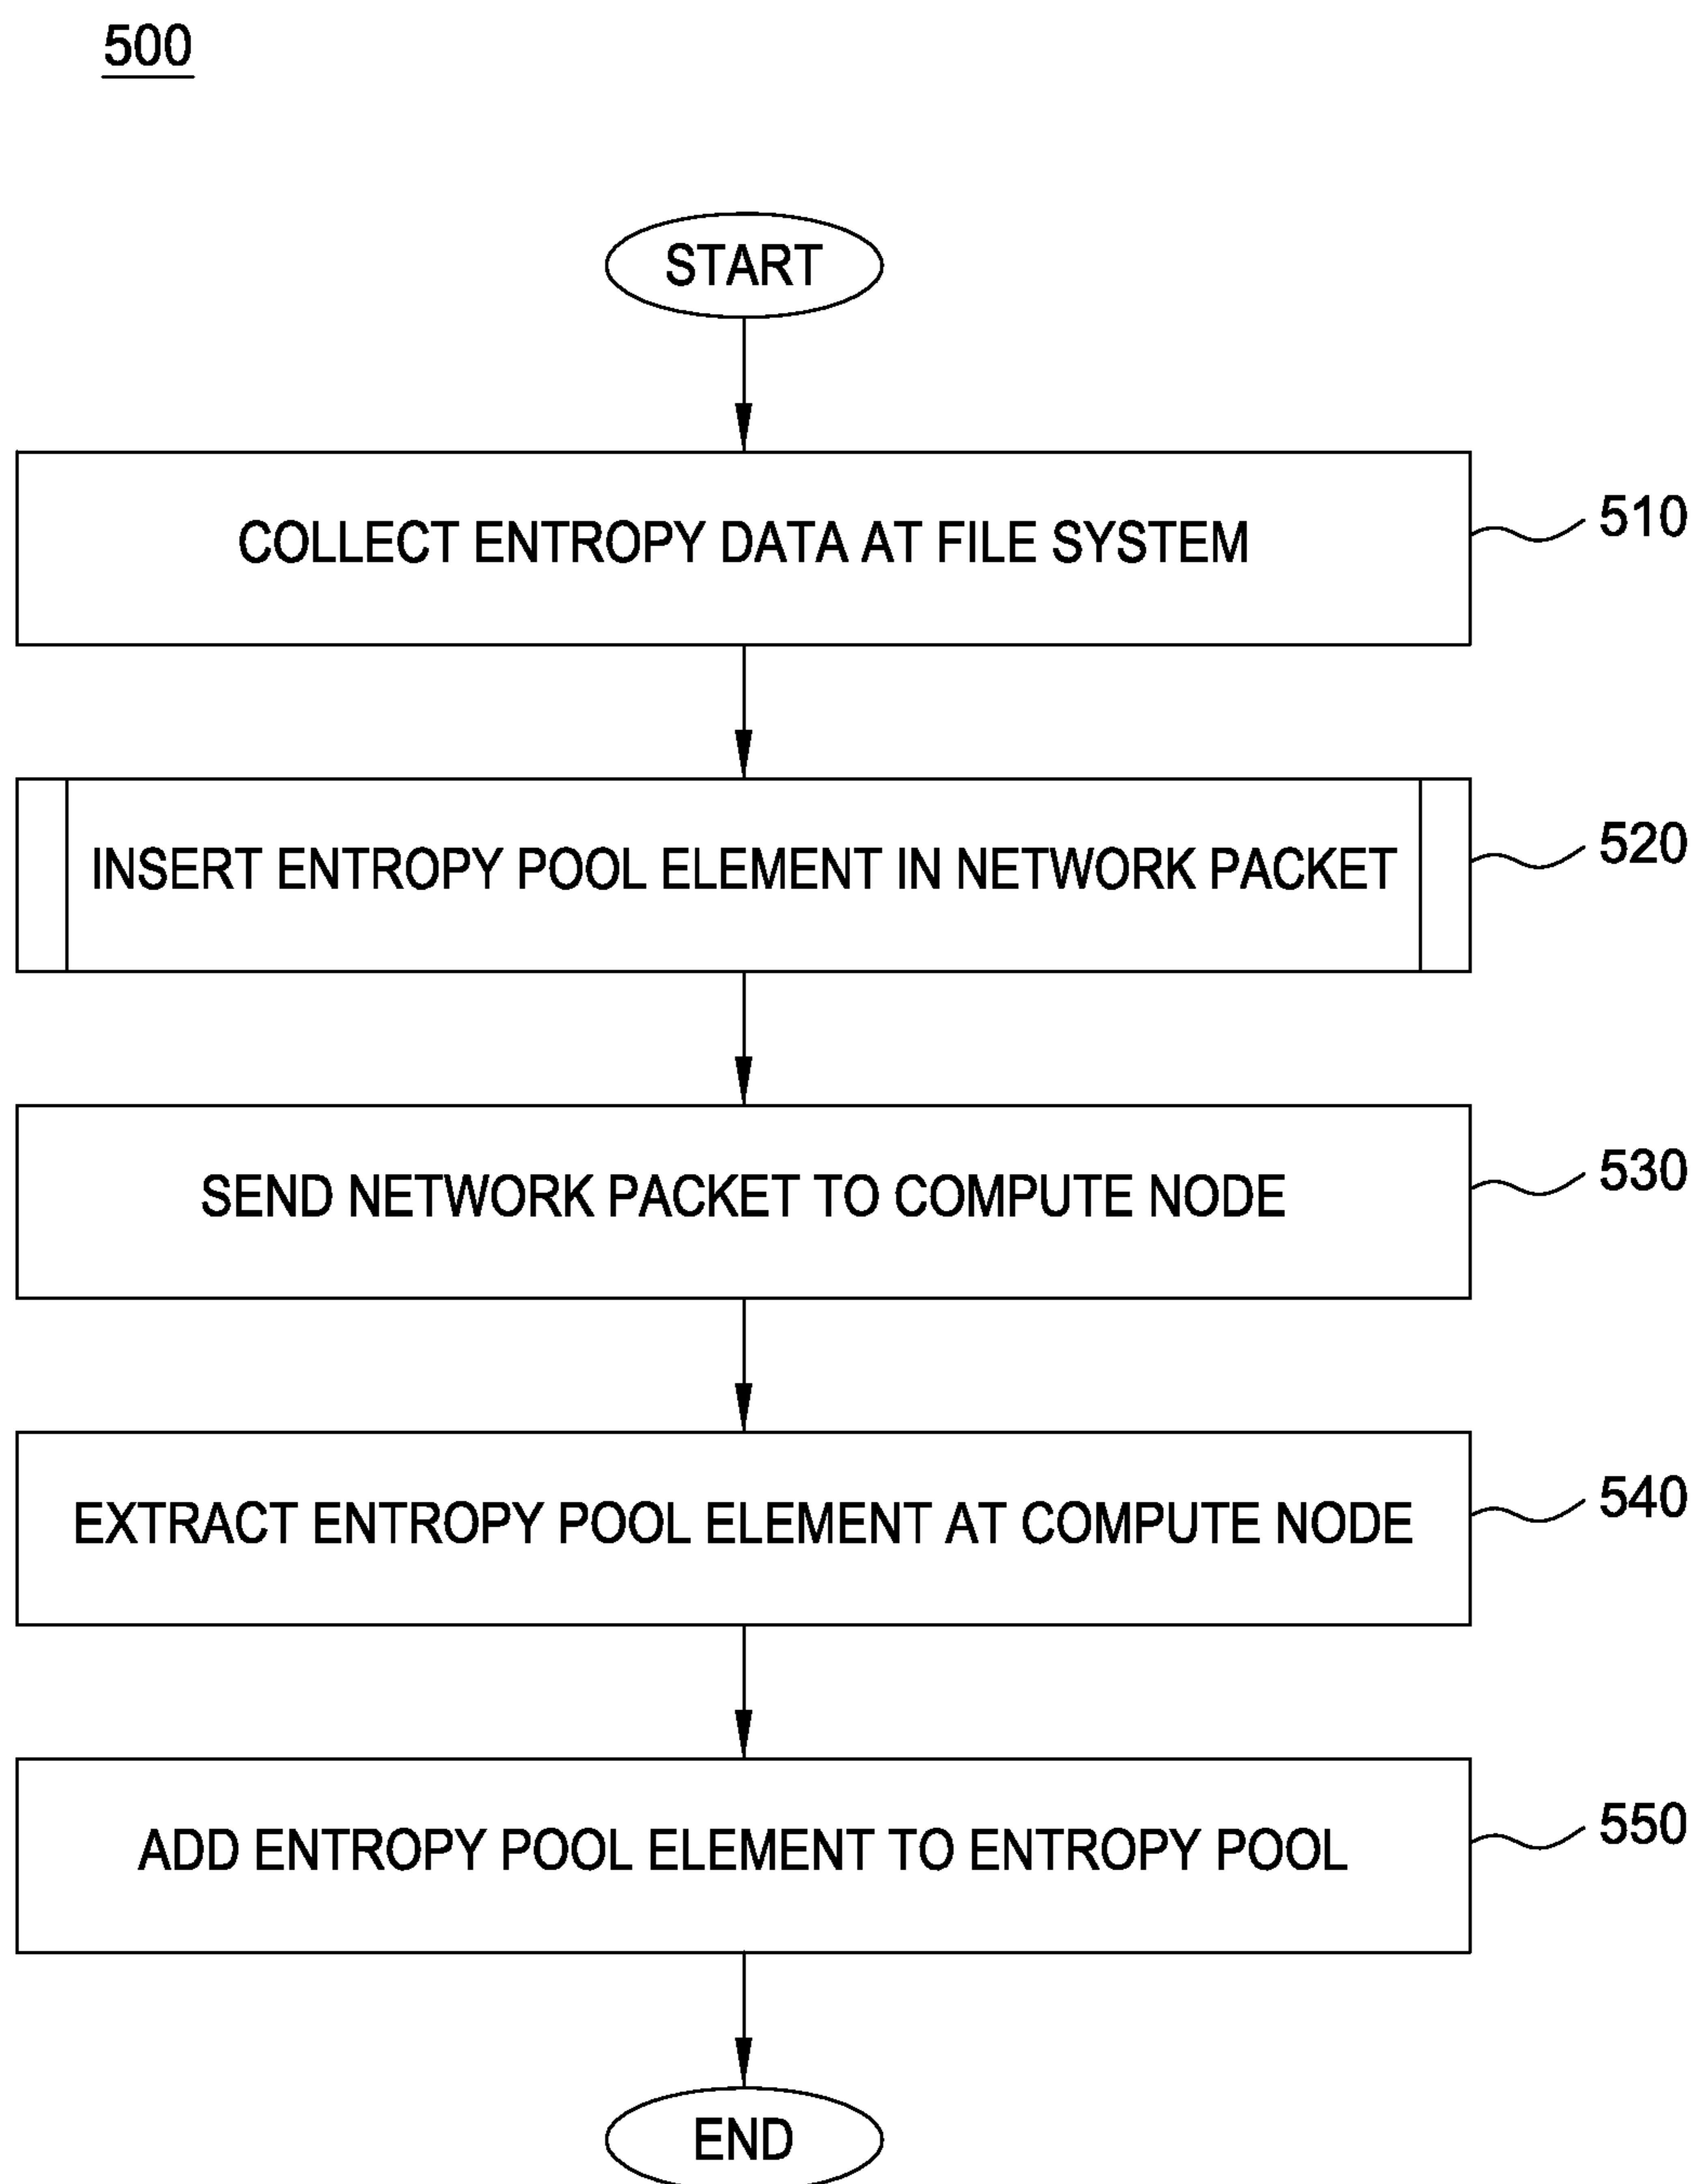 500
START
COLLECT ENTROPY DATA AT FILE SYSTEM
510
INSERT ENTROPY POOL ELEMENT IN NETWORK PACKET
520
SEND NETWORK PACKET TO COMPUTE NODE
530
EXTRACT ENTROPY POOL ELEMENT AT COMPUTE NODE
540
ADD ENTROPY POOL ELEMENT TO ENTROPY POOL
550
END